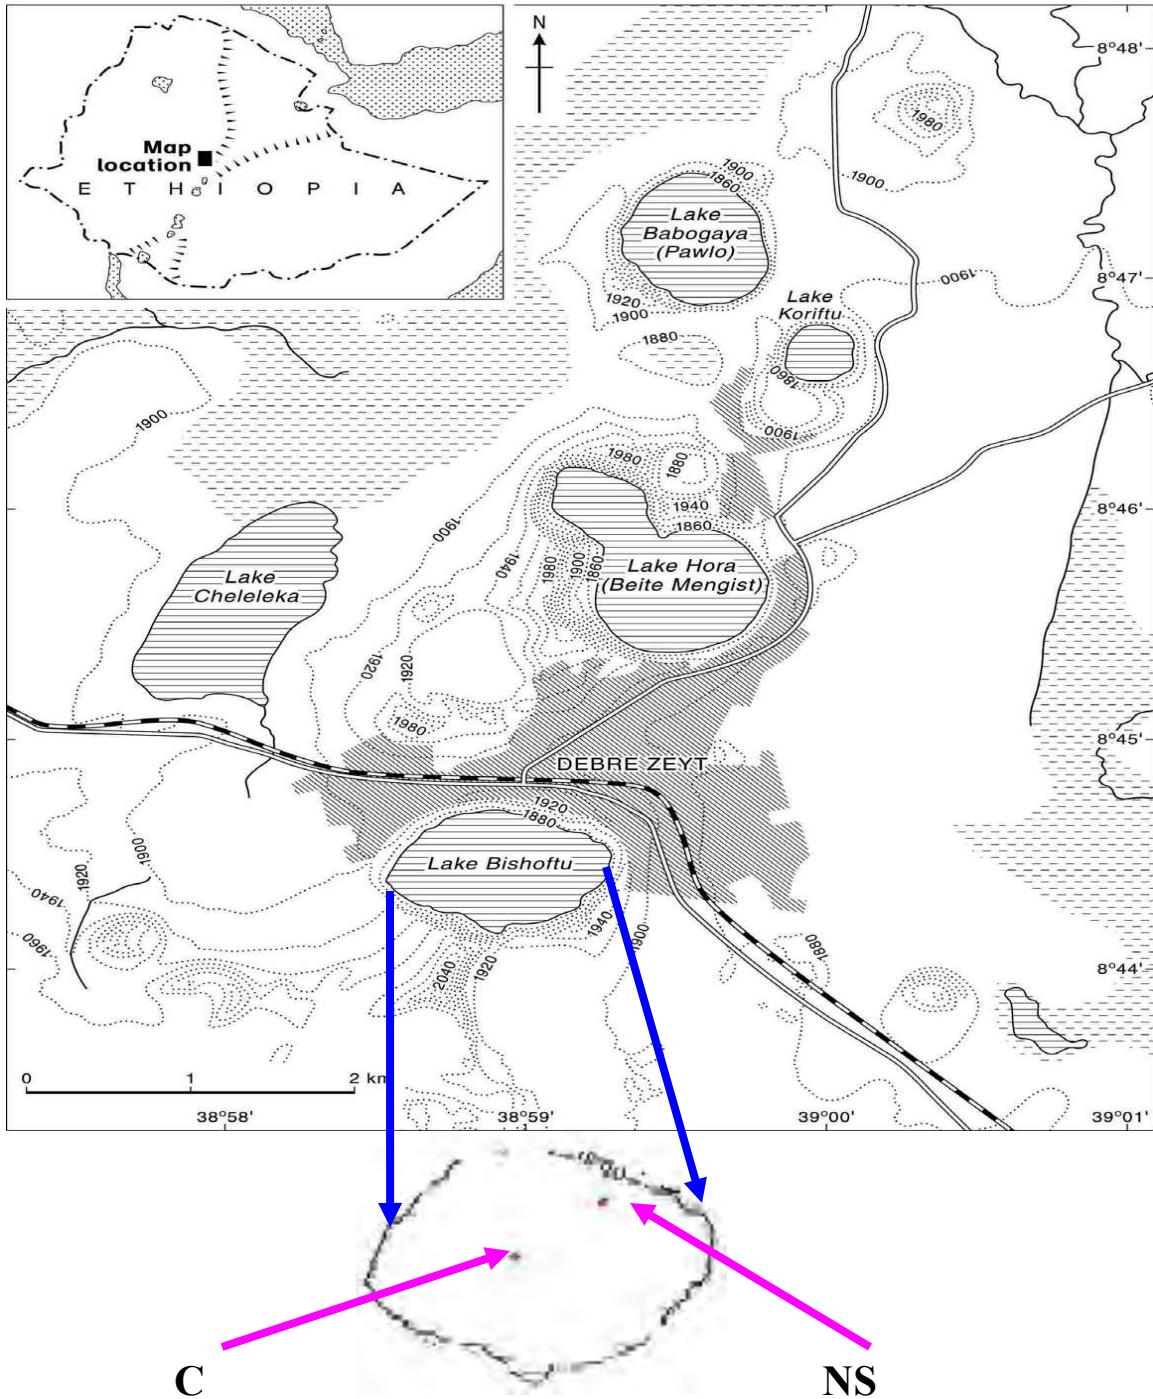 Map
location
E T H I O P I A
N
8°48'
1980
1900
1900
1860
Lake
Babogaya
(Pawlo)
1900
8°47'
1920
1900
Lake
Koriftu
1880
1860
1900
1900
1980
1880
1940
1860
8°46'
1900
1940
1980
1900
1860
Lake Hora
(Beite Mengist)
Lake
Cheleleka
1920
1920
1980
8°45'
DEBRE ZEYT
1920
1880
Lake Bishoftu
1900
1920
1940
1960
1940
1900
2040
1920
1880
8°44'
0 1 2 km
38°58' 38°59' 39°00' 39°01'
C
NS